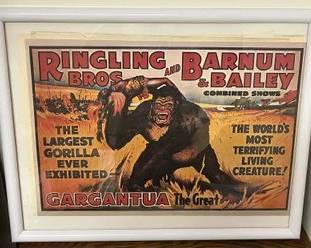 RINGLING BROS AND BARNUM & BAILEY
COMBINED SHOWS
THE
LARGEST
GORILLA
EVER
EXHIBITED
THE WORLD'S
MOST
TERRIFYING
LIVING
CREATURE!
GARGANTUA The Great